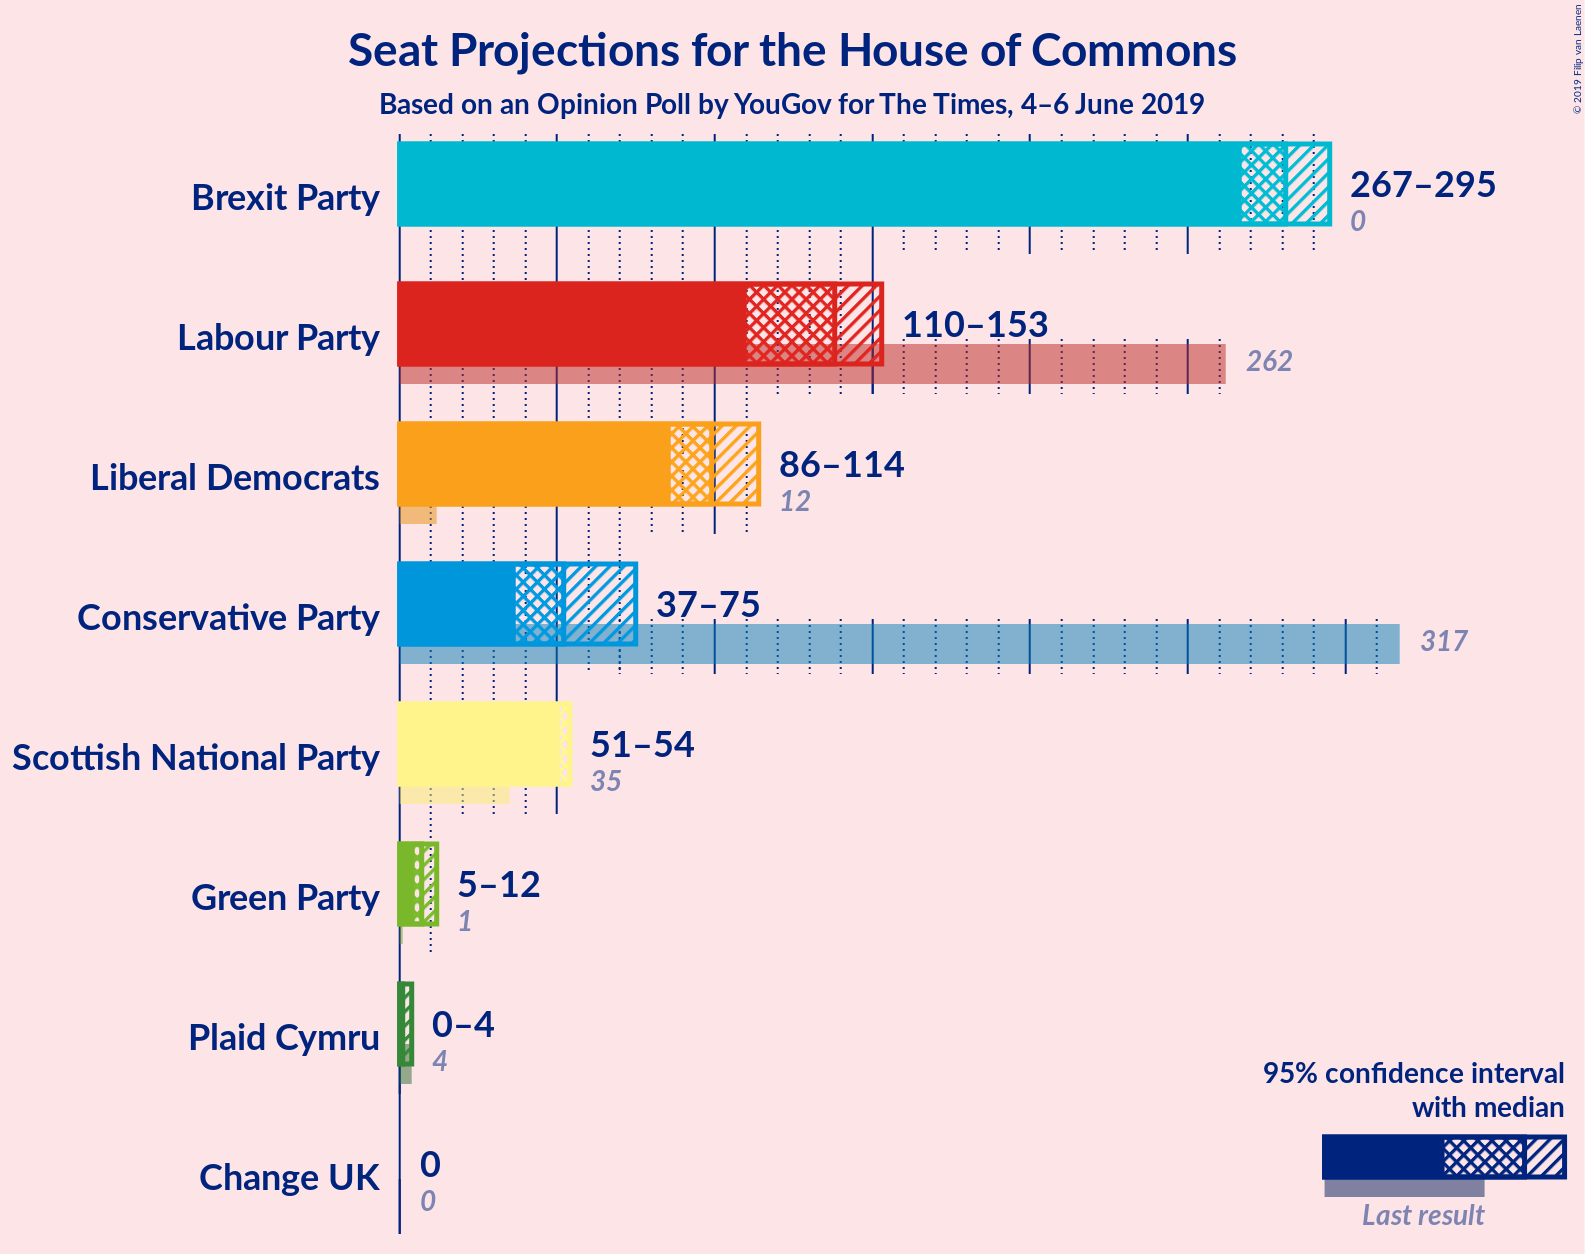 Seat Projections for the House of Commons
Based on an Opinion Poll by YouGov for The Times, 4–6 June 2019
© 2019 Filip van Laenen
Brexit Party
267–295
0
Labour Party
110–153
262
Liberal Democrats
86–114
12
Conservative Party
37–75
317
Scottish National Party
51–54
35
Green Party
5–12
1
Plaid Cymru
0–4
4
Change UK
0
0
95% confidence interval
with median
Last result